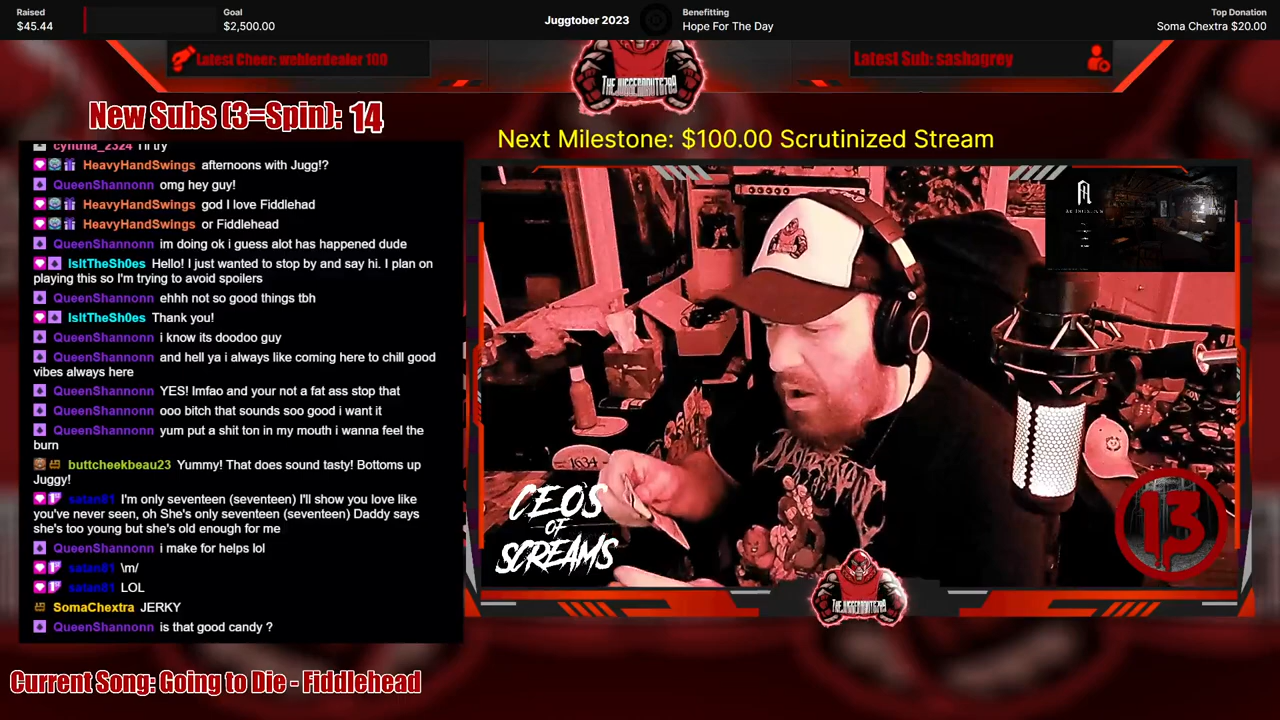 Raised
$45.44
Goal
$2,500.00
Juggtober 2023
Benefitting
Hope For The Day
Top Donation
Soma Chextra $20.00
Latest Cheer: wehlerdealer 100
THEJUGGERNAUT6789
Latest Sub: sashagrey
New Subs (3=Spin): 14
Next Milestone: $100.00 Scrutinized Stream
cynthia_2324 I'll try
HeavyHandSwings afternoons with Jugg!?
QueenShannonn omg hey guy!
HeavyHandSwings god I love Fiddlehad
HeavyHandSwings or Fiddlehead
QueenShannonn im doing ok i guess alot has happened dude
IsItTheSh0es Hello! I just wanted to stop by and say hi. I plan on
playing this so I'm trying to avoid spoilers
QueenShannonn ehhh not so good things tbh
IsItTheSh0es Thank you!
QueenShannonn i know its doodoo guy
QueenShannonn and hell ya i always like coming here to chill good
vibes always here
QueenShannonn YES! lmfao and your not a fat ass stop that
QueenShannonn ooo bitch that sounds soo good i want it
QueenShannonn yum put a shit ton in my mouth i wanna feel the
burn
buttcheekbeau23 Yummy! That does sound tasty! Bottoms up
Juggy!
satan81 I'm only seventeen (seventeen) I'll show you love like
you've never seen, oh She's only seventeen (seventeen) Daddy says
she's too young but she's old enough for me
QueenShannonn i make for helps lol
satan81 \m/
satan81 LOL
SomaChextra JERKY
QueenShannonn is that good candy ?
1634
CEO'S
OF
SCREAMS
13
THEJUGGERNAUT6789
Current Song: Going to Die - Fiddlehead